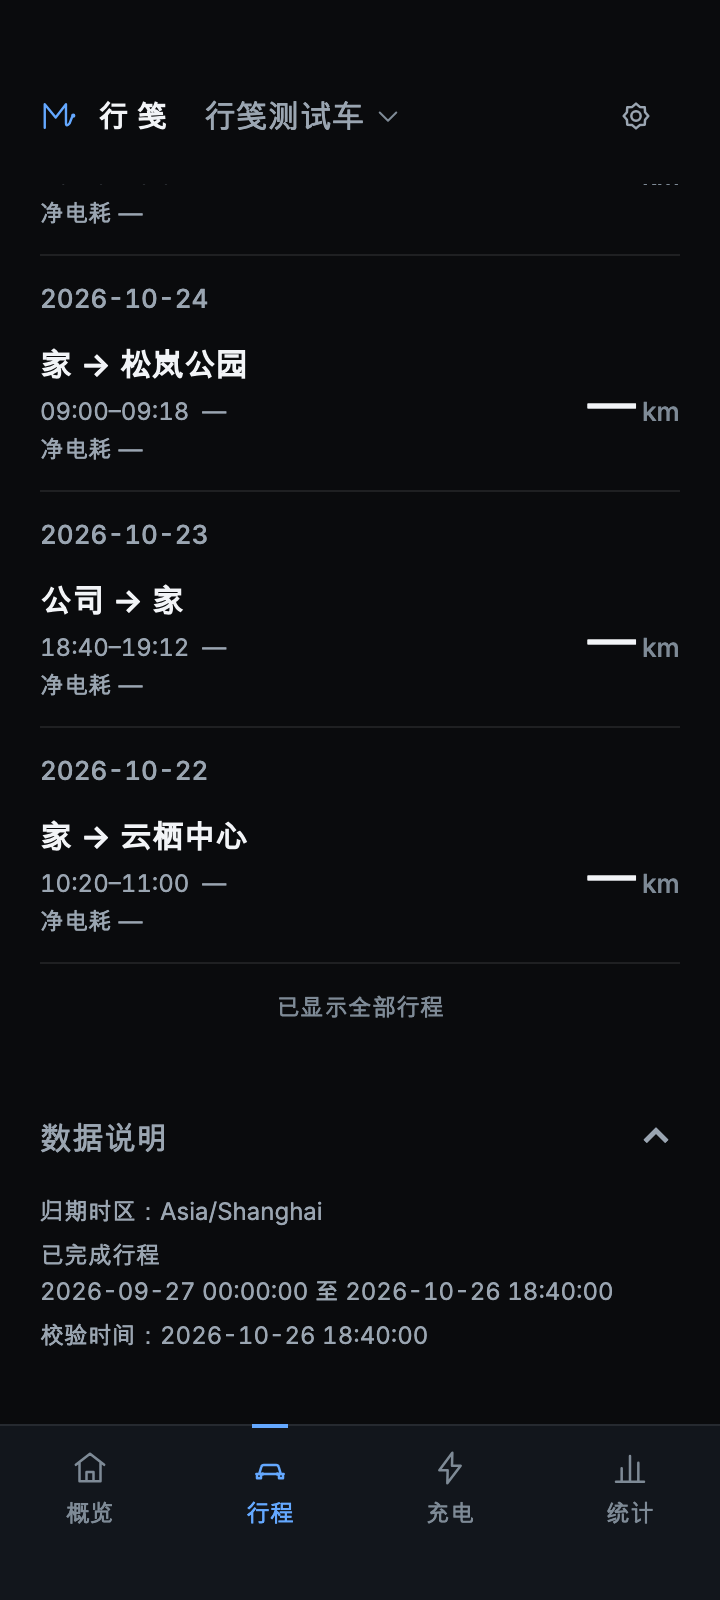 行笺 行笺测试车
净电耗 —
2026-10-24
家 → 松岚公园
09:00–09:18 —
— km
净电耗 —
2026-10-23
公司 → 家
18:40–19:12 —
— km
净电耗 —
2026-10-22
家 → 云栖中心
10:20–11:00 —
— km
净电耗 —
已显示全部行程
数据说明
归期时区：Asia/Shanghai
已完成行程
2026-09-27 00:00:00 至 2026-10-26 18:40:00
校验时间：2026-10-26 18:40:00
概览 行程 充电 统计